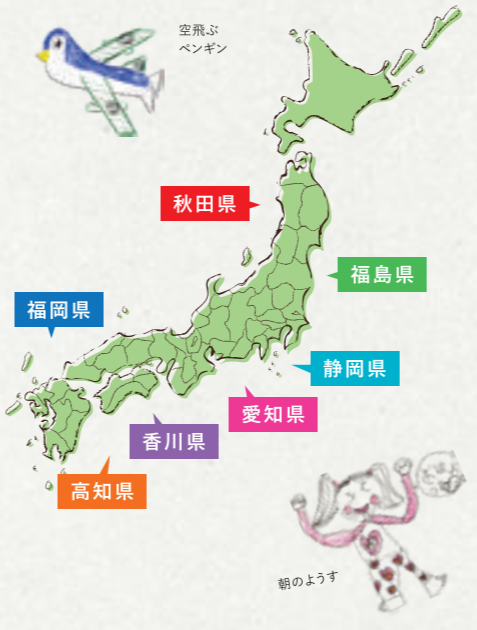 空飛ぶ
ペンギン
秋田県
福島県
福岡県
静岡県
愛知県
香川県
高知県
朝のようす